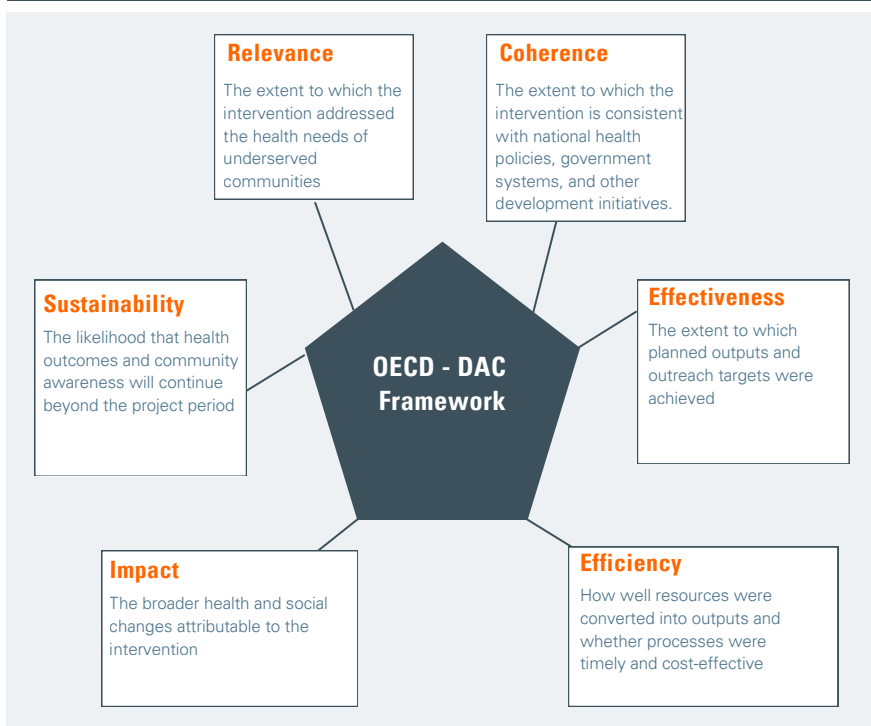 Relevance
The extent to which the
intervention addressed
the health needs of
underserved
communities
Coherence
The extent to which the
intervention is consistent
with national health
policies, government
systems, and other
development initiatives.
Sustainability
The likelihood that health
outcomes and community
awareness will continue
beyond the project period
OECD - DAC
Framework
Effectiveness
The extent to which
planned outputs and
outreach targets were
achieved
Impact
The broader health and social
changes attributable to the
intervention
Efficiency
How well resources were
converted into outputs and
whether processes were
timely and cost-effective